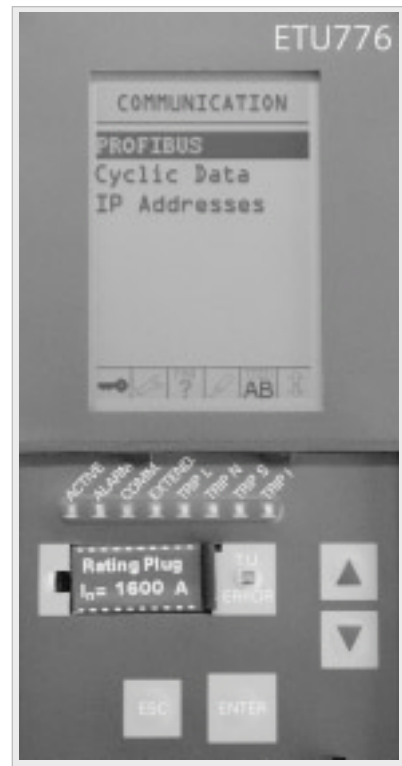 ETU776
COMMUNICATION
PROFIBUS
Cyclic Data
IP Addresses
?
AB
ACTIVE
ALARM
COMM.
EXTEND.
TRIP L
TRIP N
TRIP S
TRIP I
Rating Plug
In= 1600 A
T.U.
ERROR
ESC
ENTER